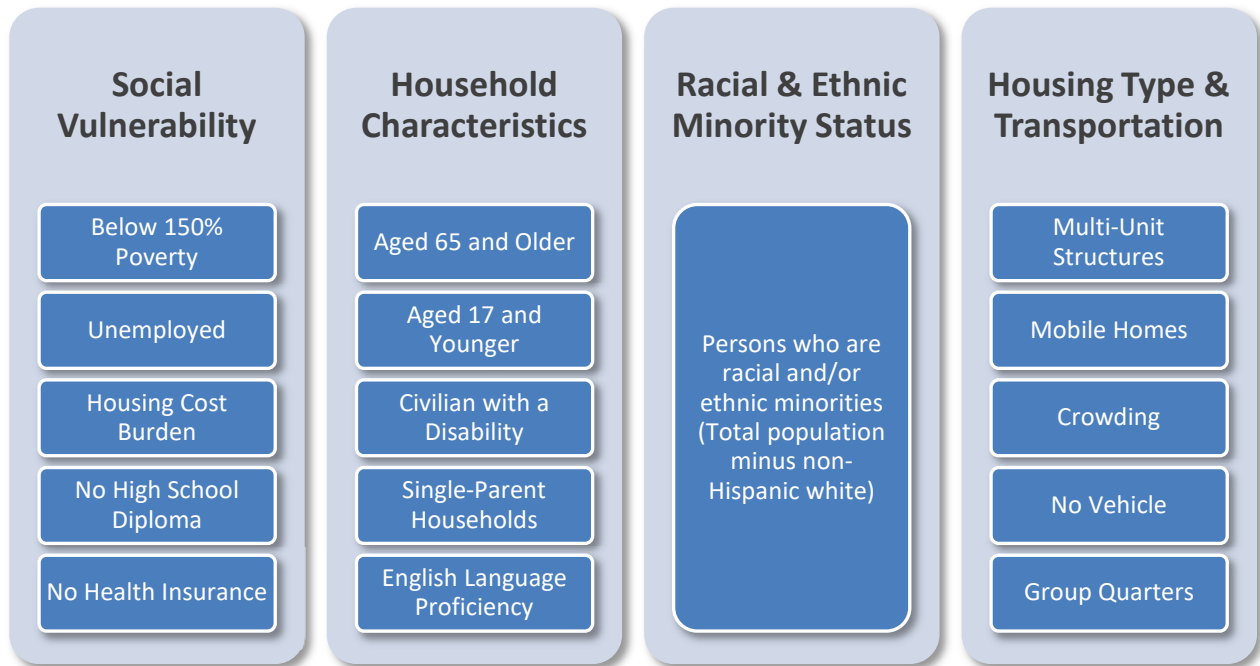 Social
Vulnerability
Below 150%
Poverty
Unemployed
Housing Cost
Burden
No High School
Diploma
No Health Insurance
Household
Characteristics
Aged 65 and Older
Aged 17 and
Younger
Civilian with a
Disability
Single-Parent
Households
English Language
Proficiency
Racial & Ethnic
Minority Status
Persons who are
racial and/or
ethnic minorities
(Total population
minus non-
Hispanic white)
Housing Type &
Transportation
Multi-Unit
Structures
Mobile Homes
Crowding
No Vehicle
Group Quarters